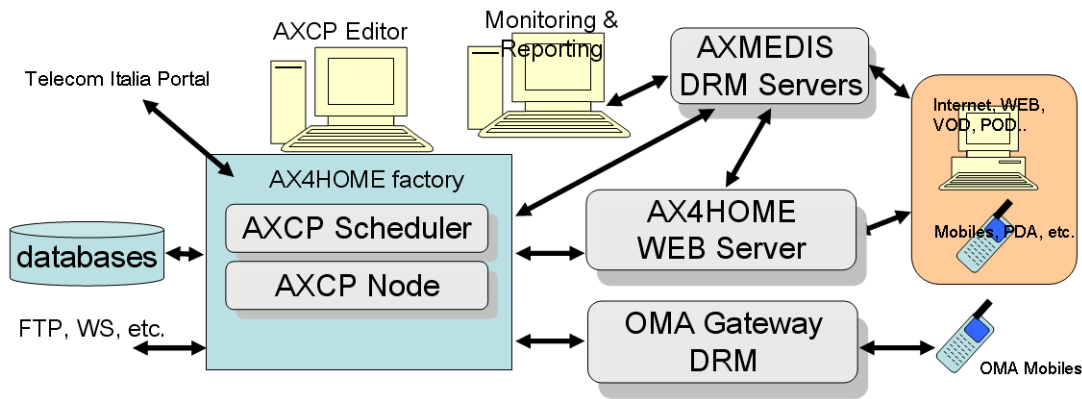 AXCP Editor
Monitoring &
Reporting
Telecom Italia Portal
AXMEDIS
DRM Servers
Internet, WEB,
VOD, POD..
AX4HOME factory
AXCP Scheduler
AXCP Node
AX4HOME
WEB Server
Mobiles, PDA, etc.
databases
FTP, WS, etc.
OMA Gateway
DRM
OMA Mobiles